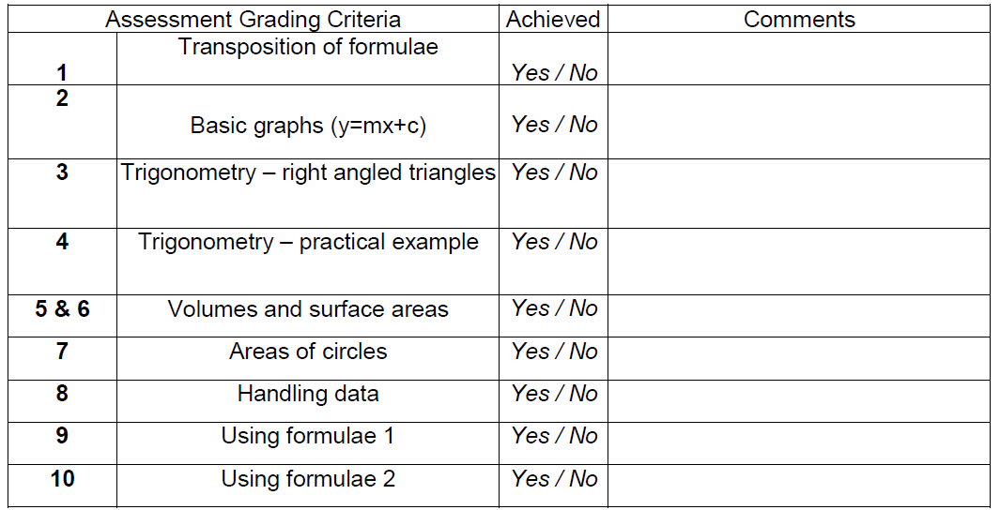 Assessment Grading Criteria Achieved Comments
1 Transposition of formulae Yes / No
2 Basic graphs (y=mx+c) Yes / No
3 Trigonometry – right angled triangles Yes / No
4 Trigonometry – practical example Yes / No
5 & 6 Volumes and surface areas Yes / No
7 Areas of circles Yes / No
8 Handling data Yes / No
9 Using formulae 1 Yes / No
10 Using formulae 2 Yes / No